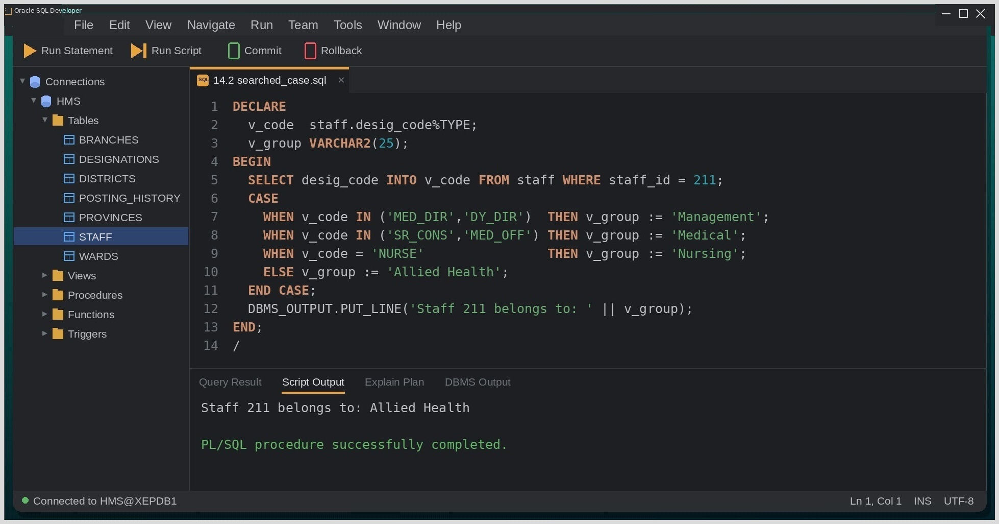 Oracle SQL Developer
File Edit View Navigate Run Team Tools Window Help
Run Statement Run Script Commit Rollback
Connections
HMS
Tables
BRANCHES
DESIGNATIONS
DISTRICTS
POSTING_HISTORY
PROVINCES
STAFF
WARDS
Views
Procedures
Functions
Triggers
SQL 14.2 searched_case.sql ×
1 DECLARE
2   v_code  staff.desig_code%TYPE;
3   v_group VARCHAR2(25);
4 BEGIN
5   SELECT desig_code INTO v_code FROM staff WHERE staff_id = 211;
6   CASE
7     WHEN v_code IN ('MED_DIR','DY_DIR')  THEN v_group := 'Management';
8     WHEN v_code IN ('SR_CONS','MED_OFF') THEN v_group := 'Medical';
9     WHEN v_code = 'NURSE'                THEN v_group := 'Nursing';
10     ELSE v_group := 'Allied Health';
11   END CASE;
12   DBMS_OUTPUT.PUT_LINE('Staff 211 belongs to: ' || v_group);
13 END;
14 /
Query Result Script Output Explain Plan DBMS Output
Staff 211 belongs to: Allied Health
PL/SQL procedure successfully completed.
Connected to HMS@XEPDB1
Ln 1, Col 1 INS UTF-8